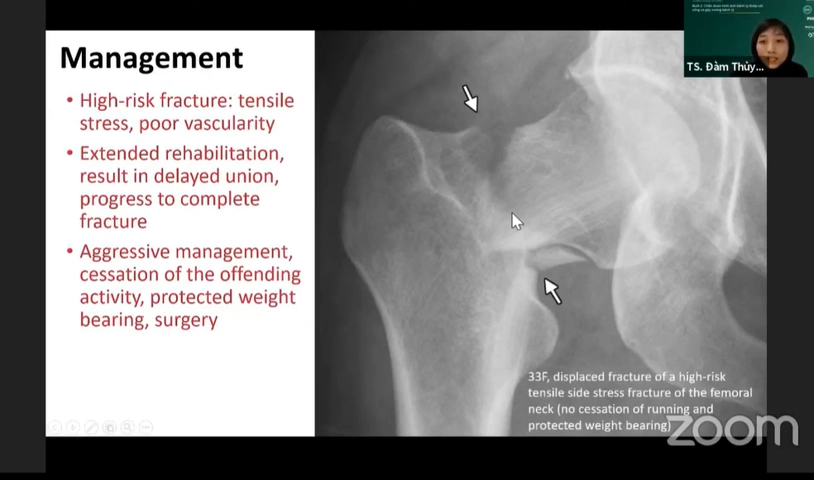 Management
• High-risk fracture: tensile
stress, poor vascularity
• Extended rehabilitation,
result in delayed union,
progress to complete
fracture
• Aggressive management,
cessation of the offending
activity, protected weight
bearing, surgery
33F, displaced fracture of a high-risk
tensile side stress fracture of the femoral
neck (no cessation of running and
protected weight bearing)
TS. Đàm Thủy...
zoom